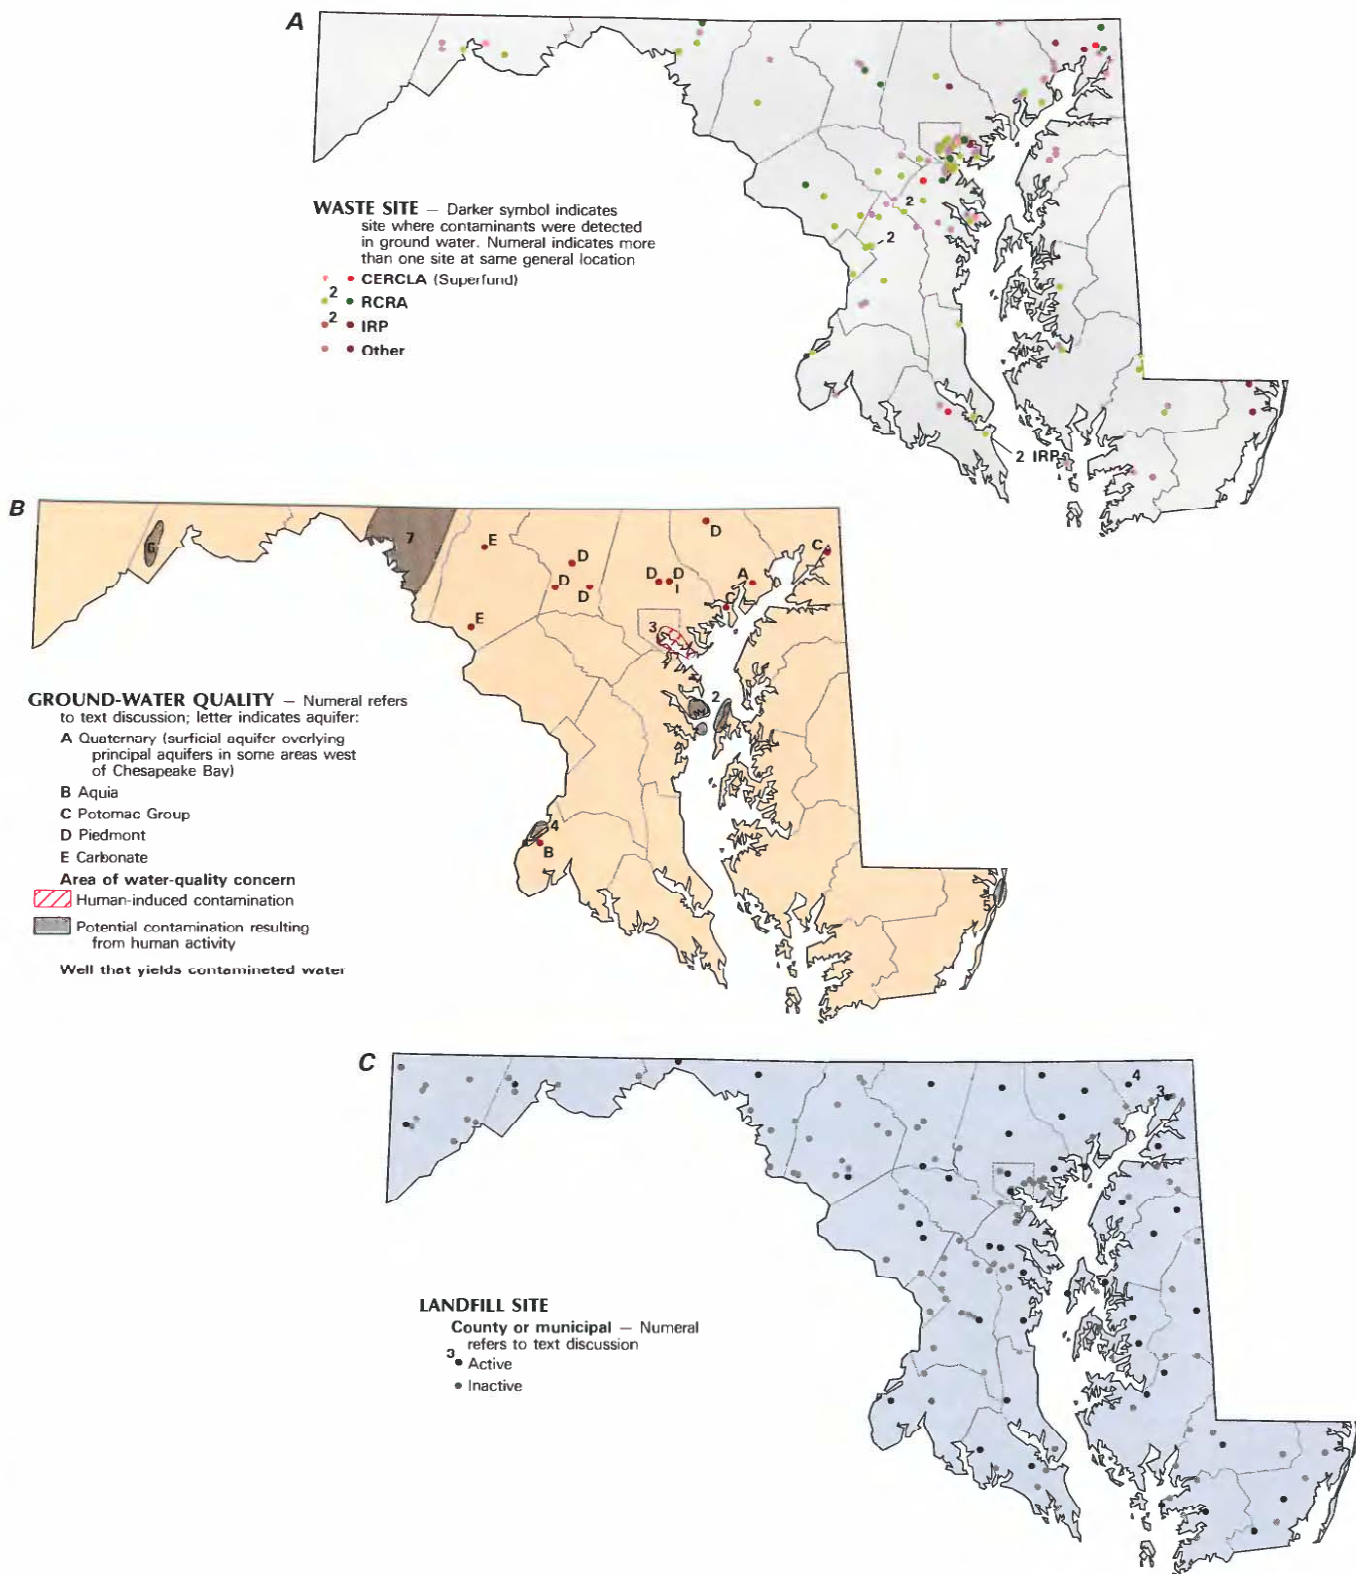 A
WASTE SITE — Darker symbol indicates
site where contaminants were detected
in ground water. Numeral indicates more
than one site at same general location
CERCLA (Superfund)
2
RCRA
2
IRP
Other
2
2
2 IRP
B
7
6
E
D
D
D
D
D
D
1
A
C
C
E
3
2
GROUND-WATER QUALITY — Numeral refers
to text discussion; letter indicates aquifer:
A Quaternary (surficial aquifer overlying
principal aquifers in some areas west
of Chesapeake Bay)
B Aquia
C Potomac Group
D Piedmont
E Carbonate
Area of water-quality concern
Human-induced contamination
Potential contamination resulting
from human activity
Well that yields contamineted water
4
B
5
C
4
3
LANDFILL SITE
County or municipal — Numeral
refers to text discussion
3
Active
Inactive